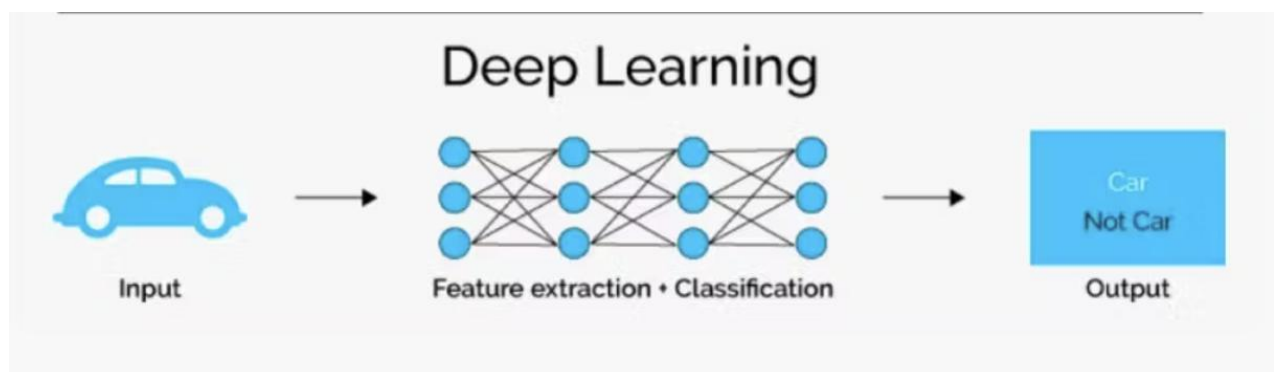 Deep Learning
Car
Not Car
Input
Feature extraction + Classification
Output